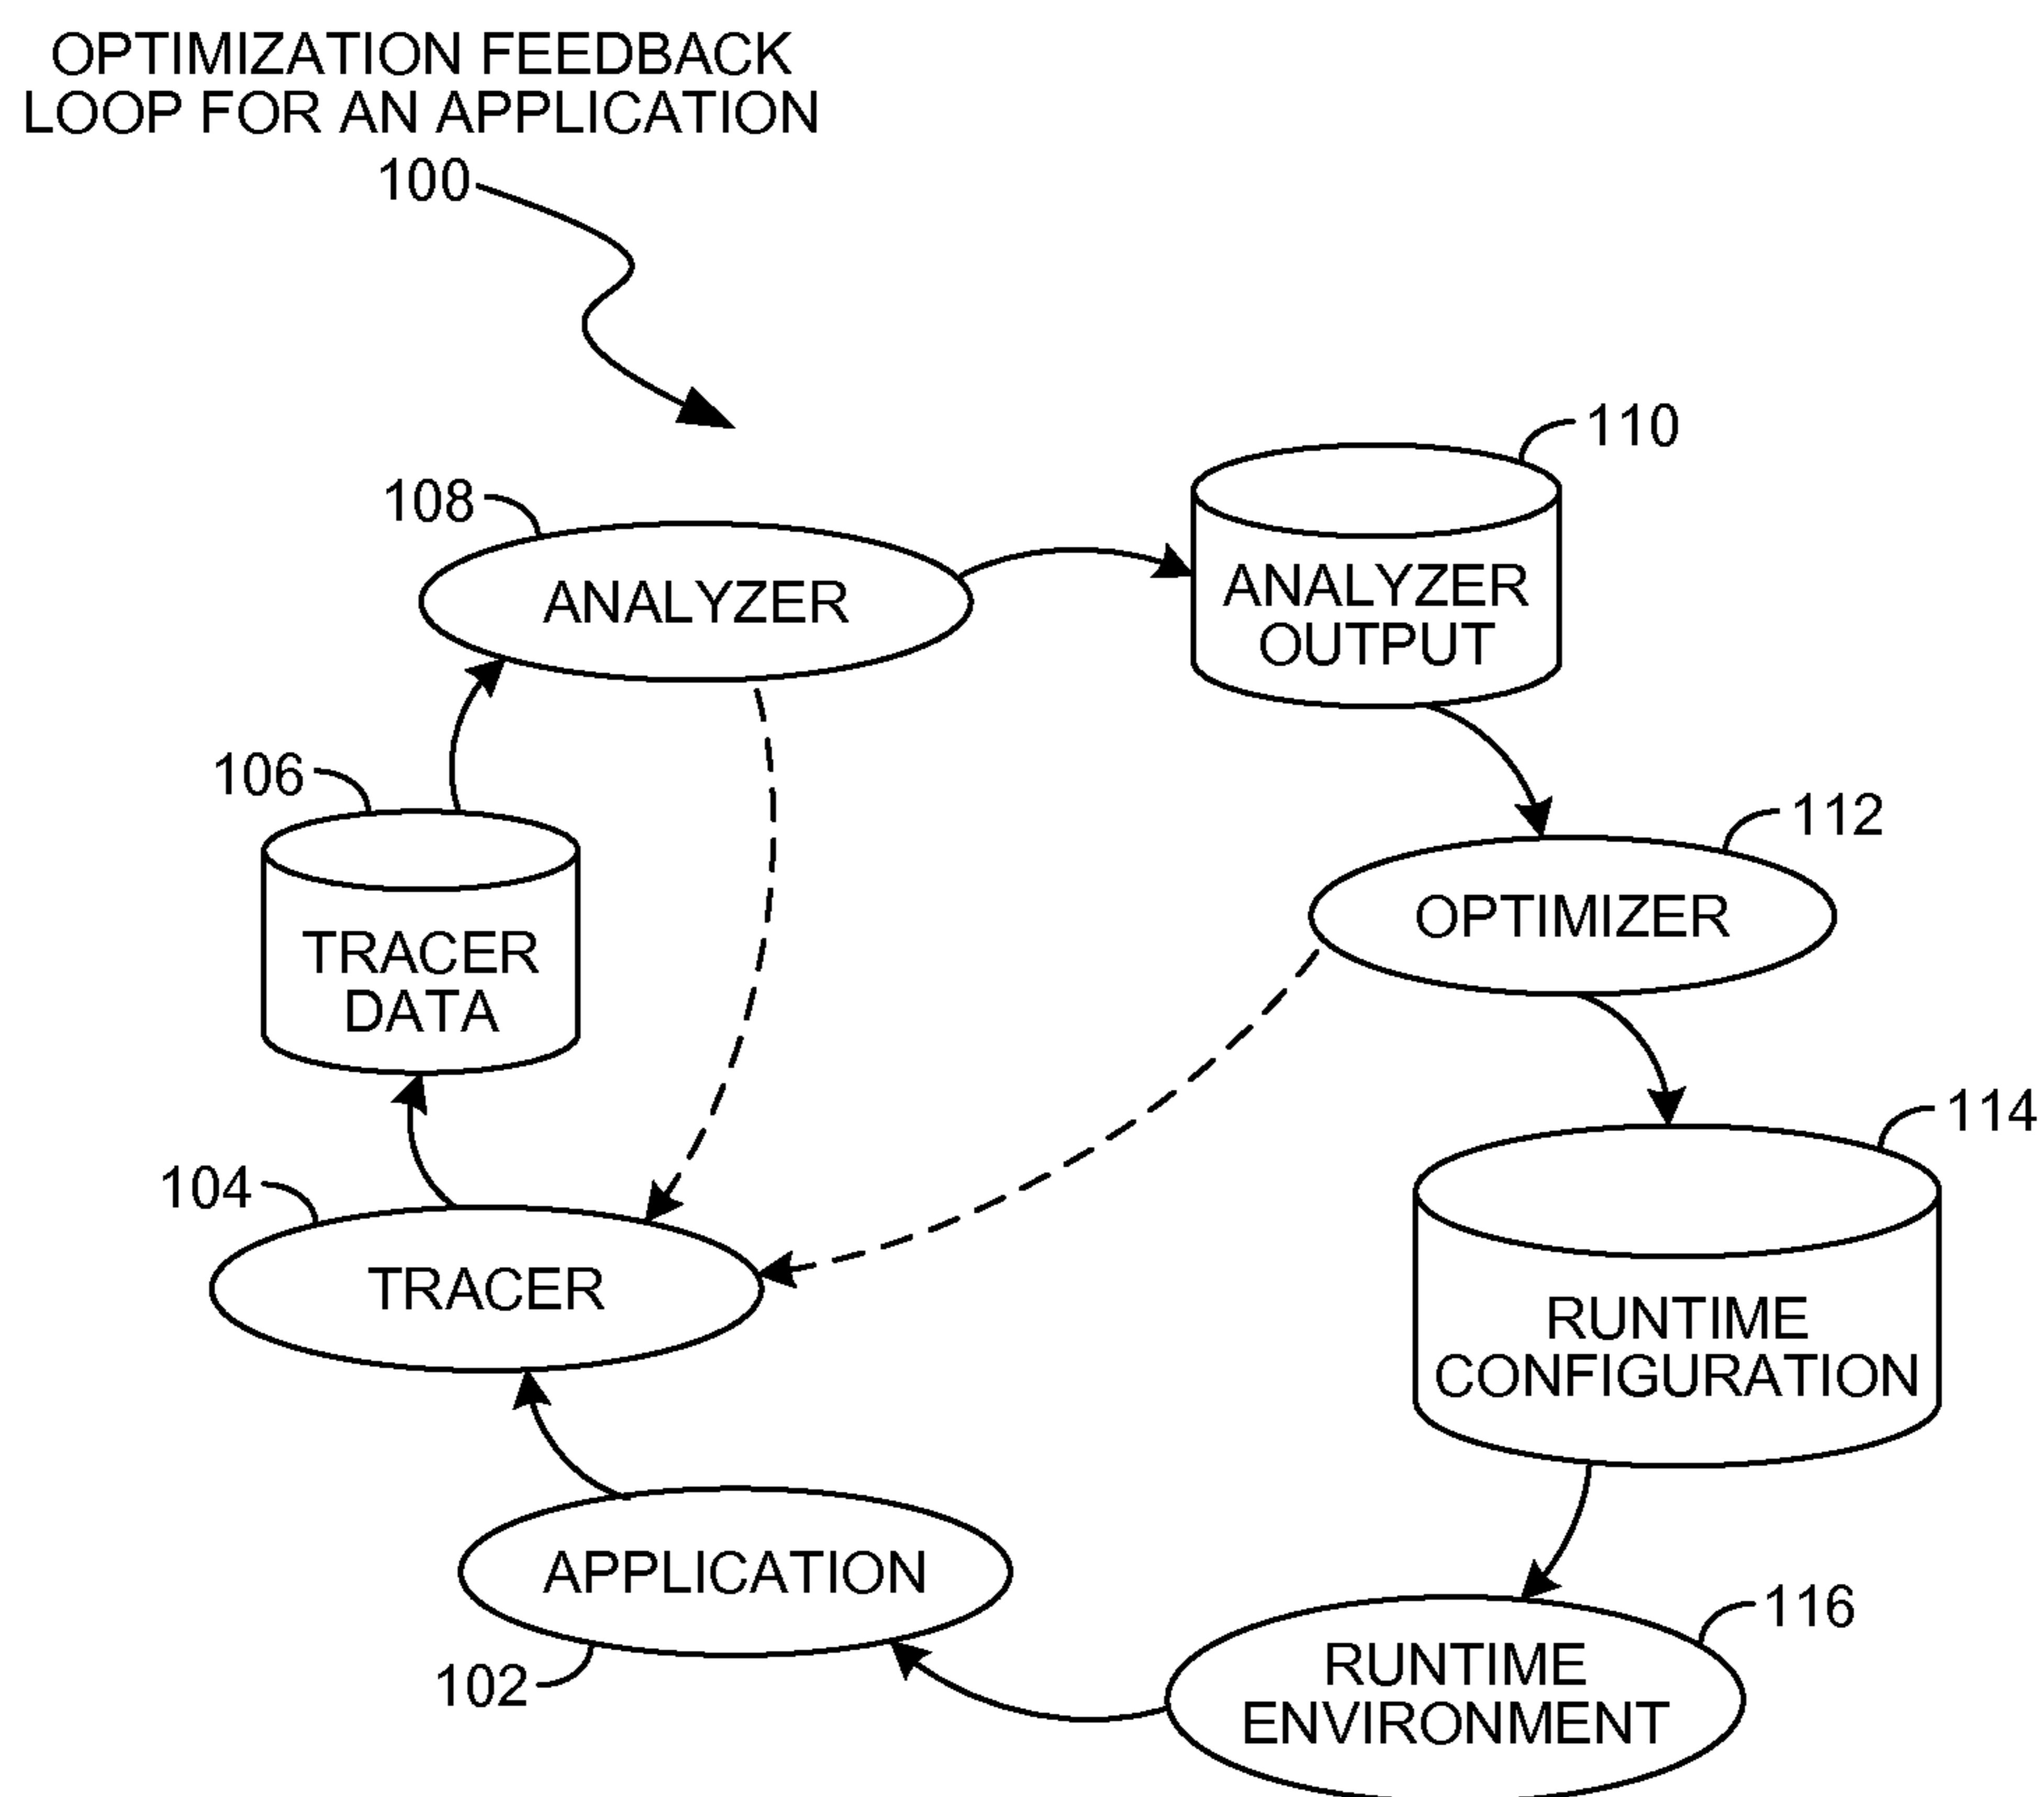 OPTIMIZATION FEEDBACK
LOOP FOR AN APPLICATION
100
110
108
ANALYZER
ANALYZER
OUTPUT
106
112
OPTIMIZER
TRACER
DATA
114
104
TRACER
RUNTIME
CONFIGURATION
APPLICATION
116
102
RUNTIME
ENVIRONMENT